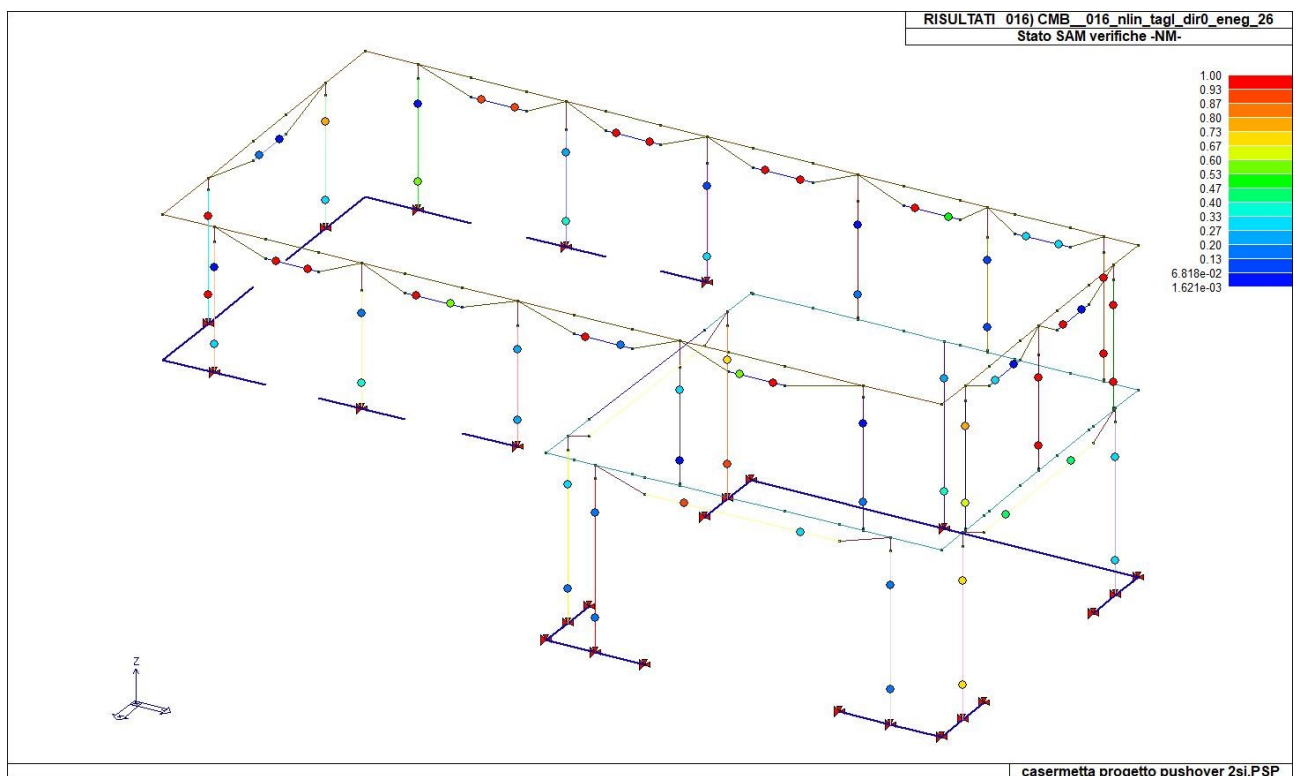 RISULTATI 016) CMB__016_nlin_tagl_dir0_eneg_26
Stato SAM verifiche -NM-
1.00
0.93
0.87
0.80
0.73
0.67
0.60
0.53
0.47
0.40
0.33
0.27
0.20
0.13
6.818e-02
1.621e-03
Z
casermetta progetto pushover 2si.PSP